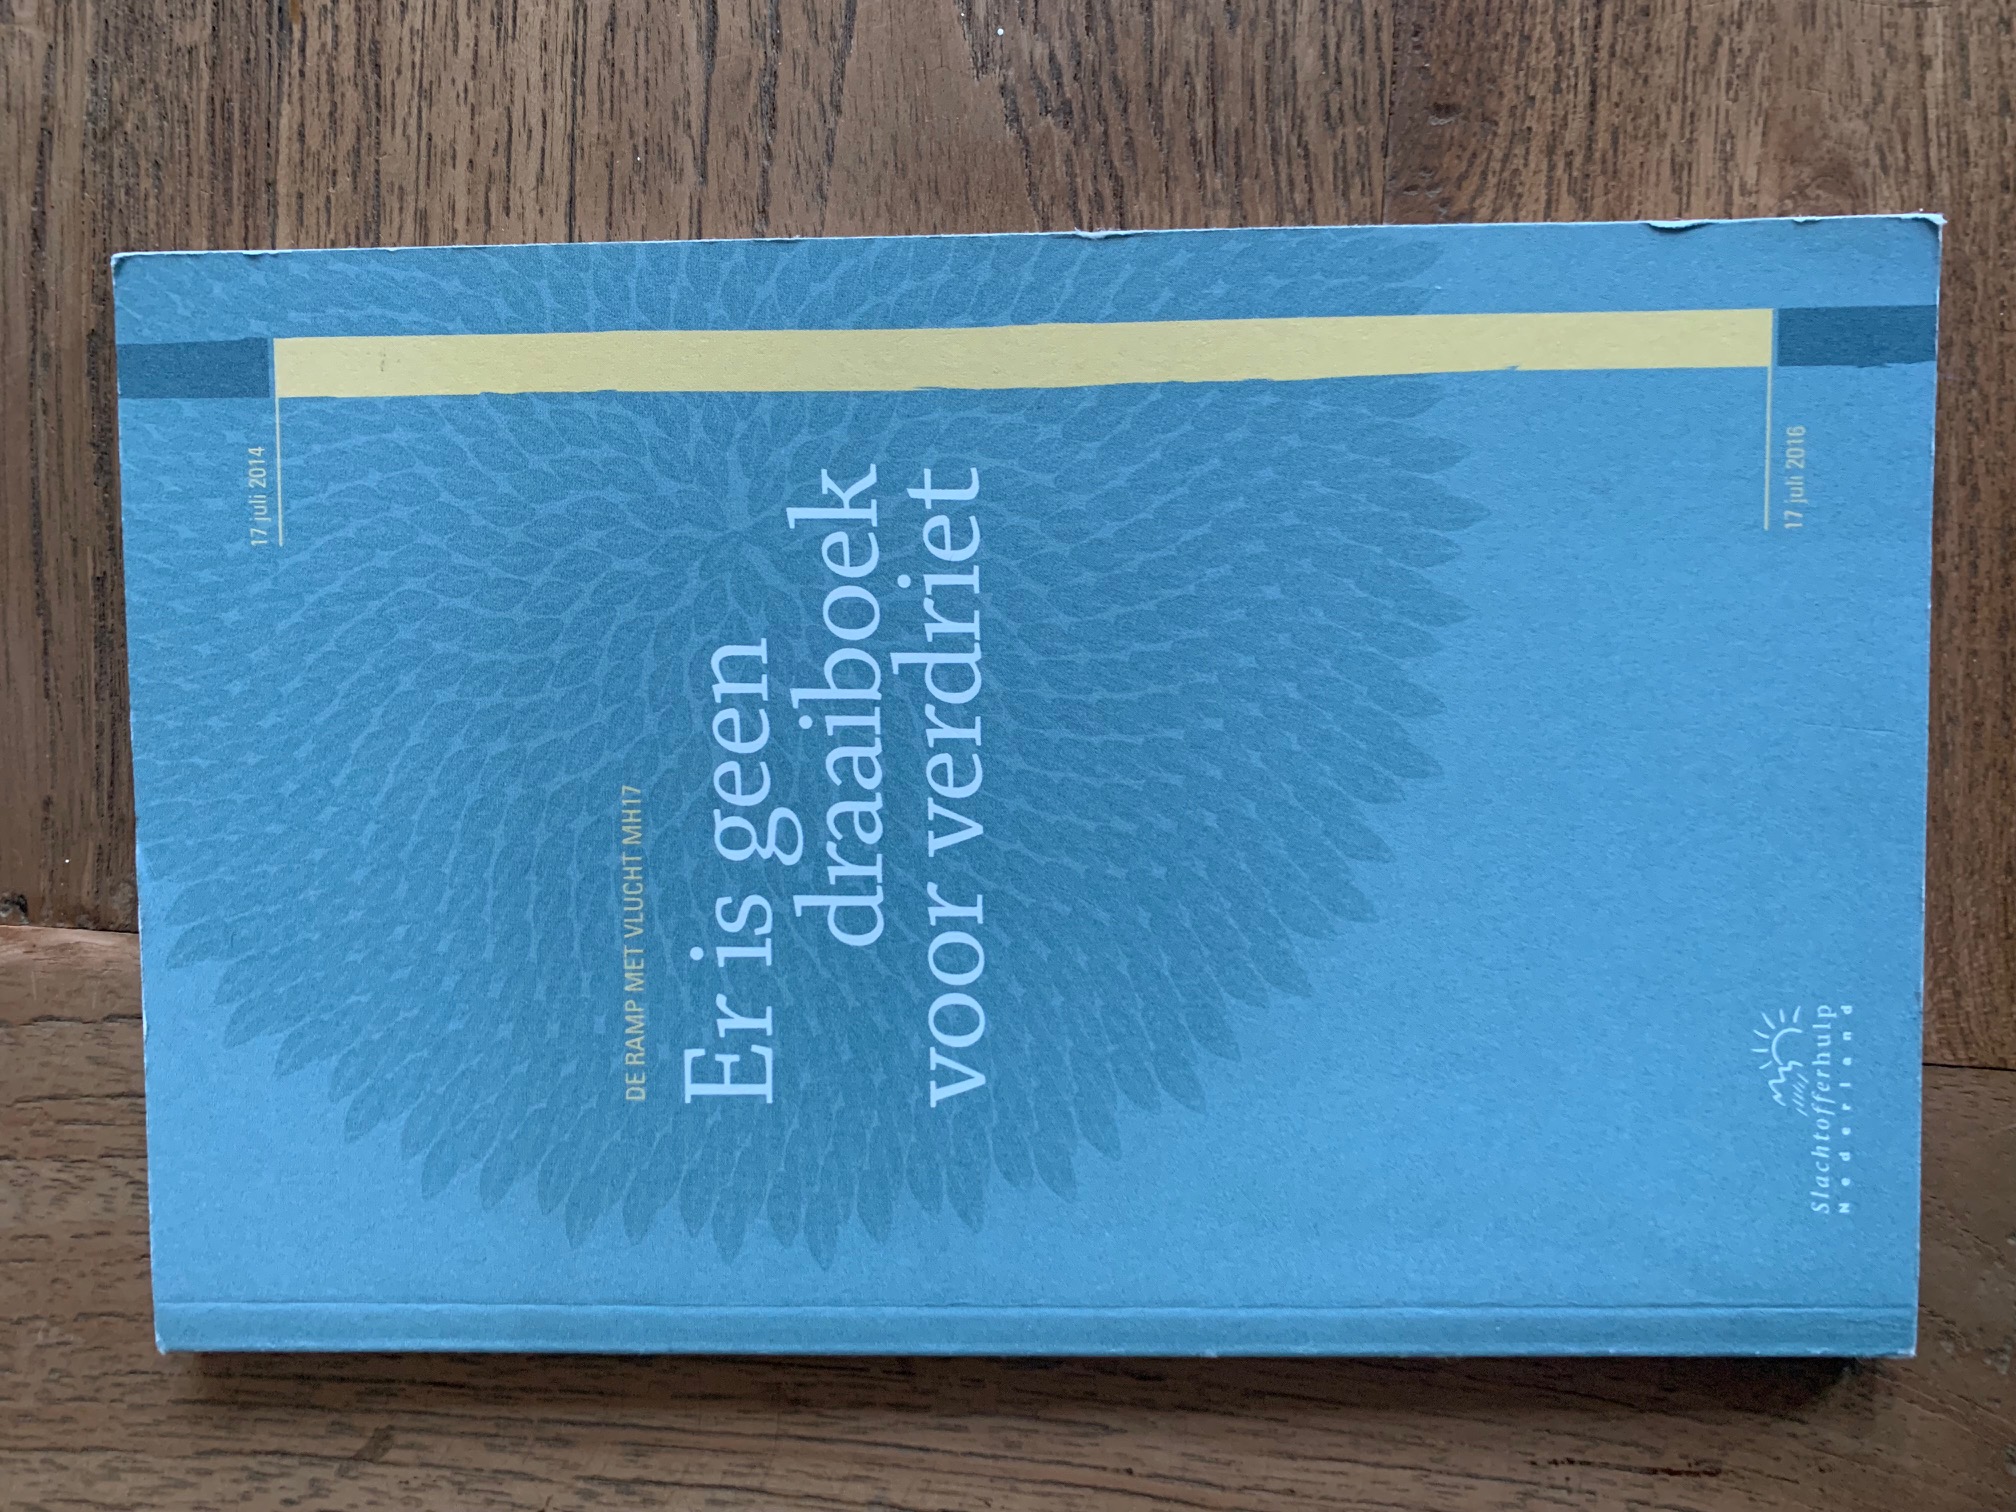 17 juli 2014
DE RAMP MET VLUCHT MH17
Er is geen
draaiboek
voor verdriet
17 juli 2016
Slachtofferhulp
Nederland